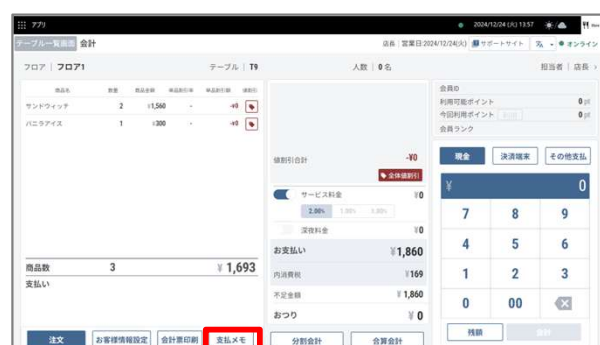 アプリ
2024/12/24 (火) 13:57
テーブル一覧画面 会計
店長 営業日:2024/12/24(火) サポートサイト オンライン
フロア フロア1 テーブル T9 人数 0 名 担当者 店長 >
商品名 数量 商品金額 単品割引率 単品割引額 値割引
サンドウィッチ 2 ¥1,560 - -¥0
バニラアイス 1 ¥300 - -¥0
商品数 3 ¥ 1,693
支払い
注文 お客様情報設定 会計票印刷 支払メモ
値割引合計 -¥0
全体値割引
サービス料金 ¥0
2.00%
深夜料金 ¥0
お支払い ¥1,860
内消費税 ¥169
不足金額 ¥ 1,860
おつり ¥ 0
分割会計 合算会計
会員ID
利用可能ポイント 0 pt
今回利用ポイント 0 pt
会員ランク
現金 決済端末 その他支払
¥ 0
7 8 9
4 5 6
1 2 3
0 00
残額 会計